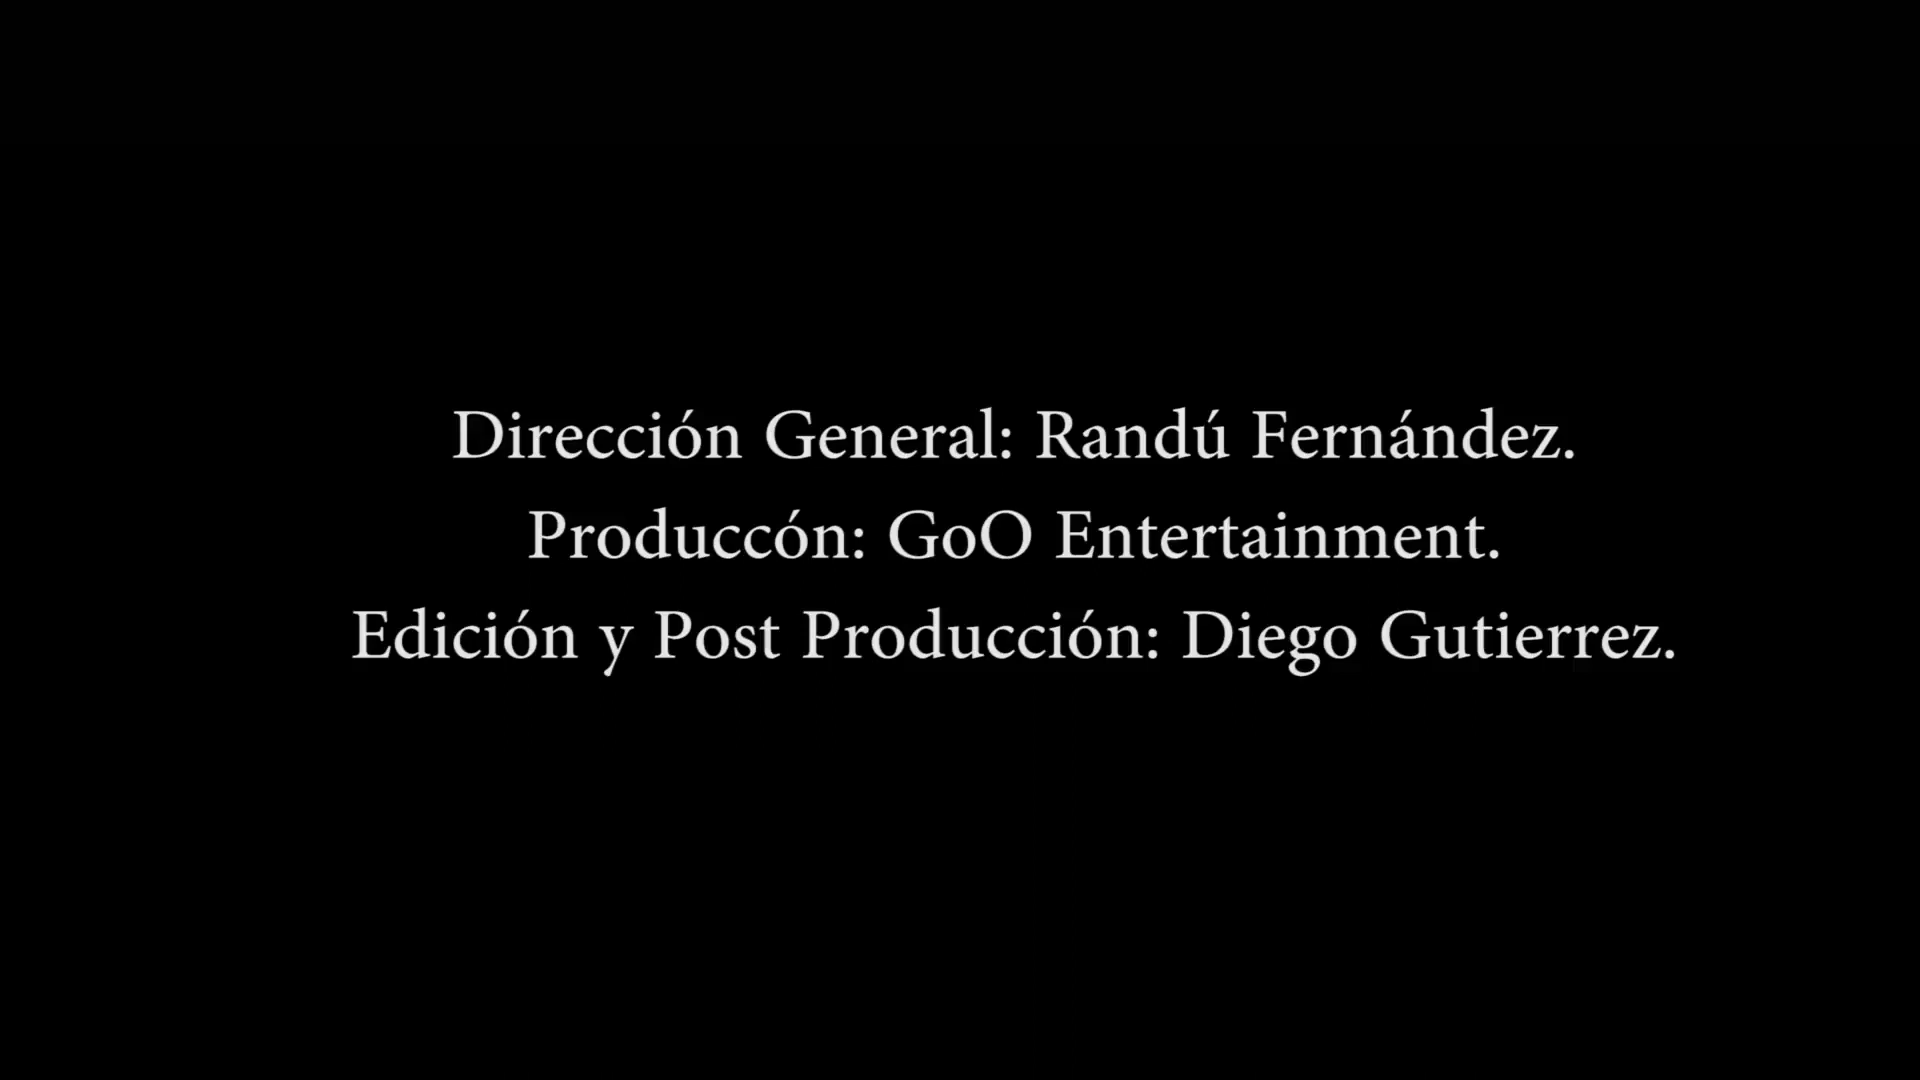 Dirección General: Randú Fernández.
Produccón: GoO Entertainment.
Edición y Post Producción: Diego Gutierrez.